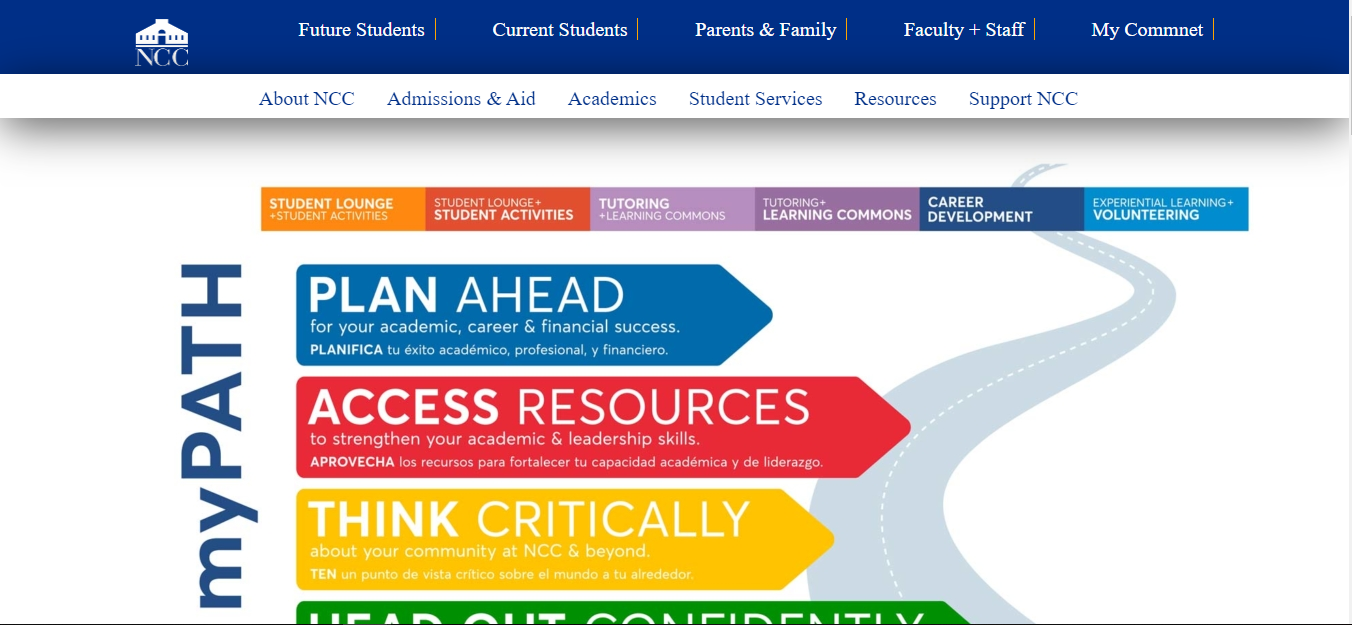 Future Students
Current Students
Parents & Family
Faculty + Staff
My Commnet
NCC
About NCC
Admissions & Aid
Academics
Student Services
Resources
Support NCC
STUDENT LOUNGE
+STUDENT ACTIVITIES
STUDENT LOUNGE+
STUDENT ACTIVITIES
TUTORING
+LEARNING COMMONS
TUTORING+
LEARNING COMMONS
CAREER
DEVELOPMENT
EXPERIENTIAL LEARNING+
VOLUNTEERING
myPATH
PLAN AHEAD
for your academic, career & financial success.
PLANIFICA tu éxito académico, profesional, y financiero.
ACCESS RESOURCES
to strengthen your academic & leadership skills.
APROVECHA los recursos para fortalecer tu capacidad académica y de liderazgo.
THINK CRITICALLY
about your community at NCC & beyond.
TEN un punto de vista crítico sobre el mundo a tu alrededor.
HEAD OUT CONFIDENTLY